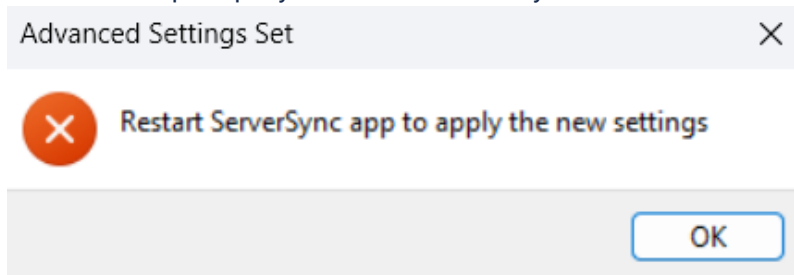 Advanced Settings Set
Restart ServerSync app to apply the new settings
OK